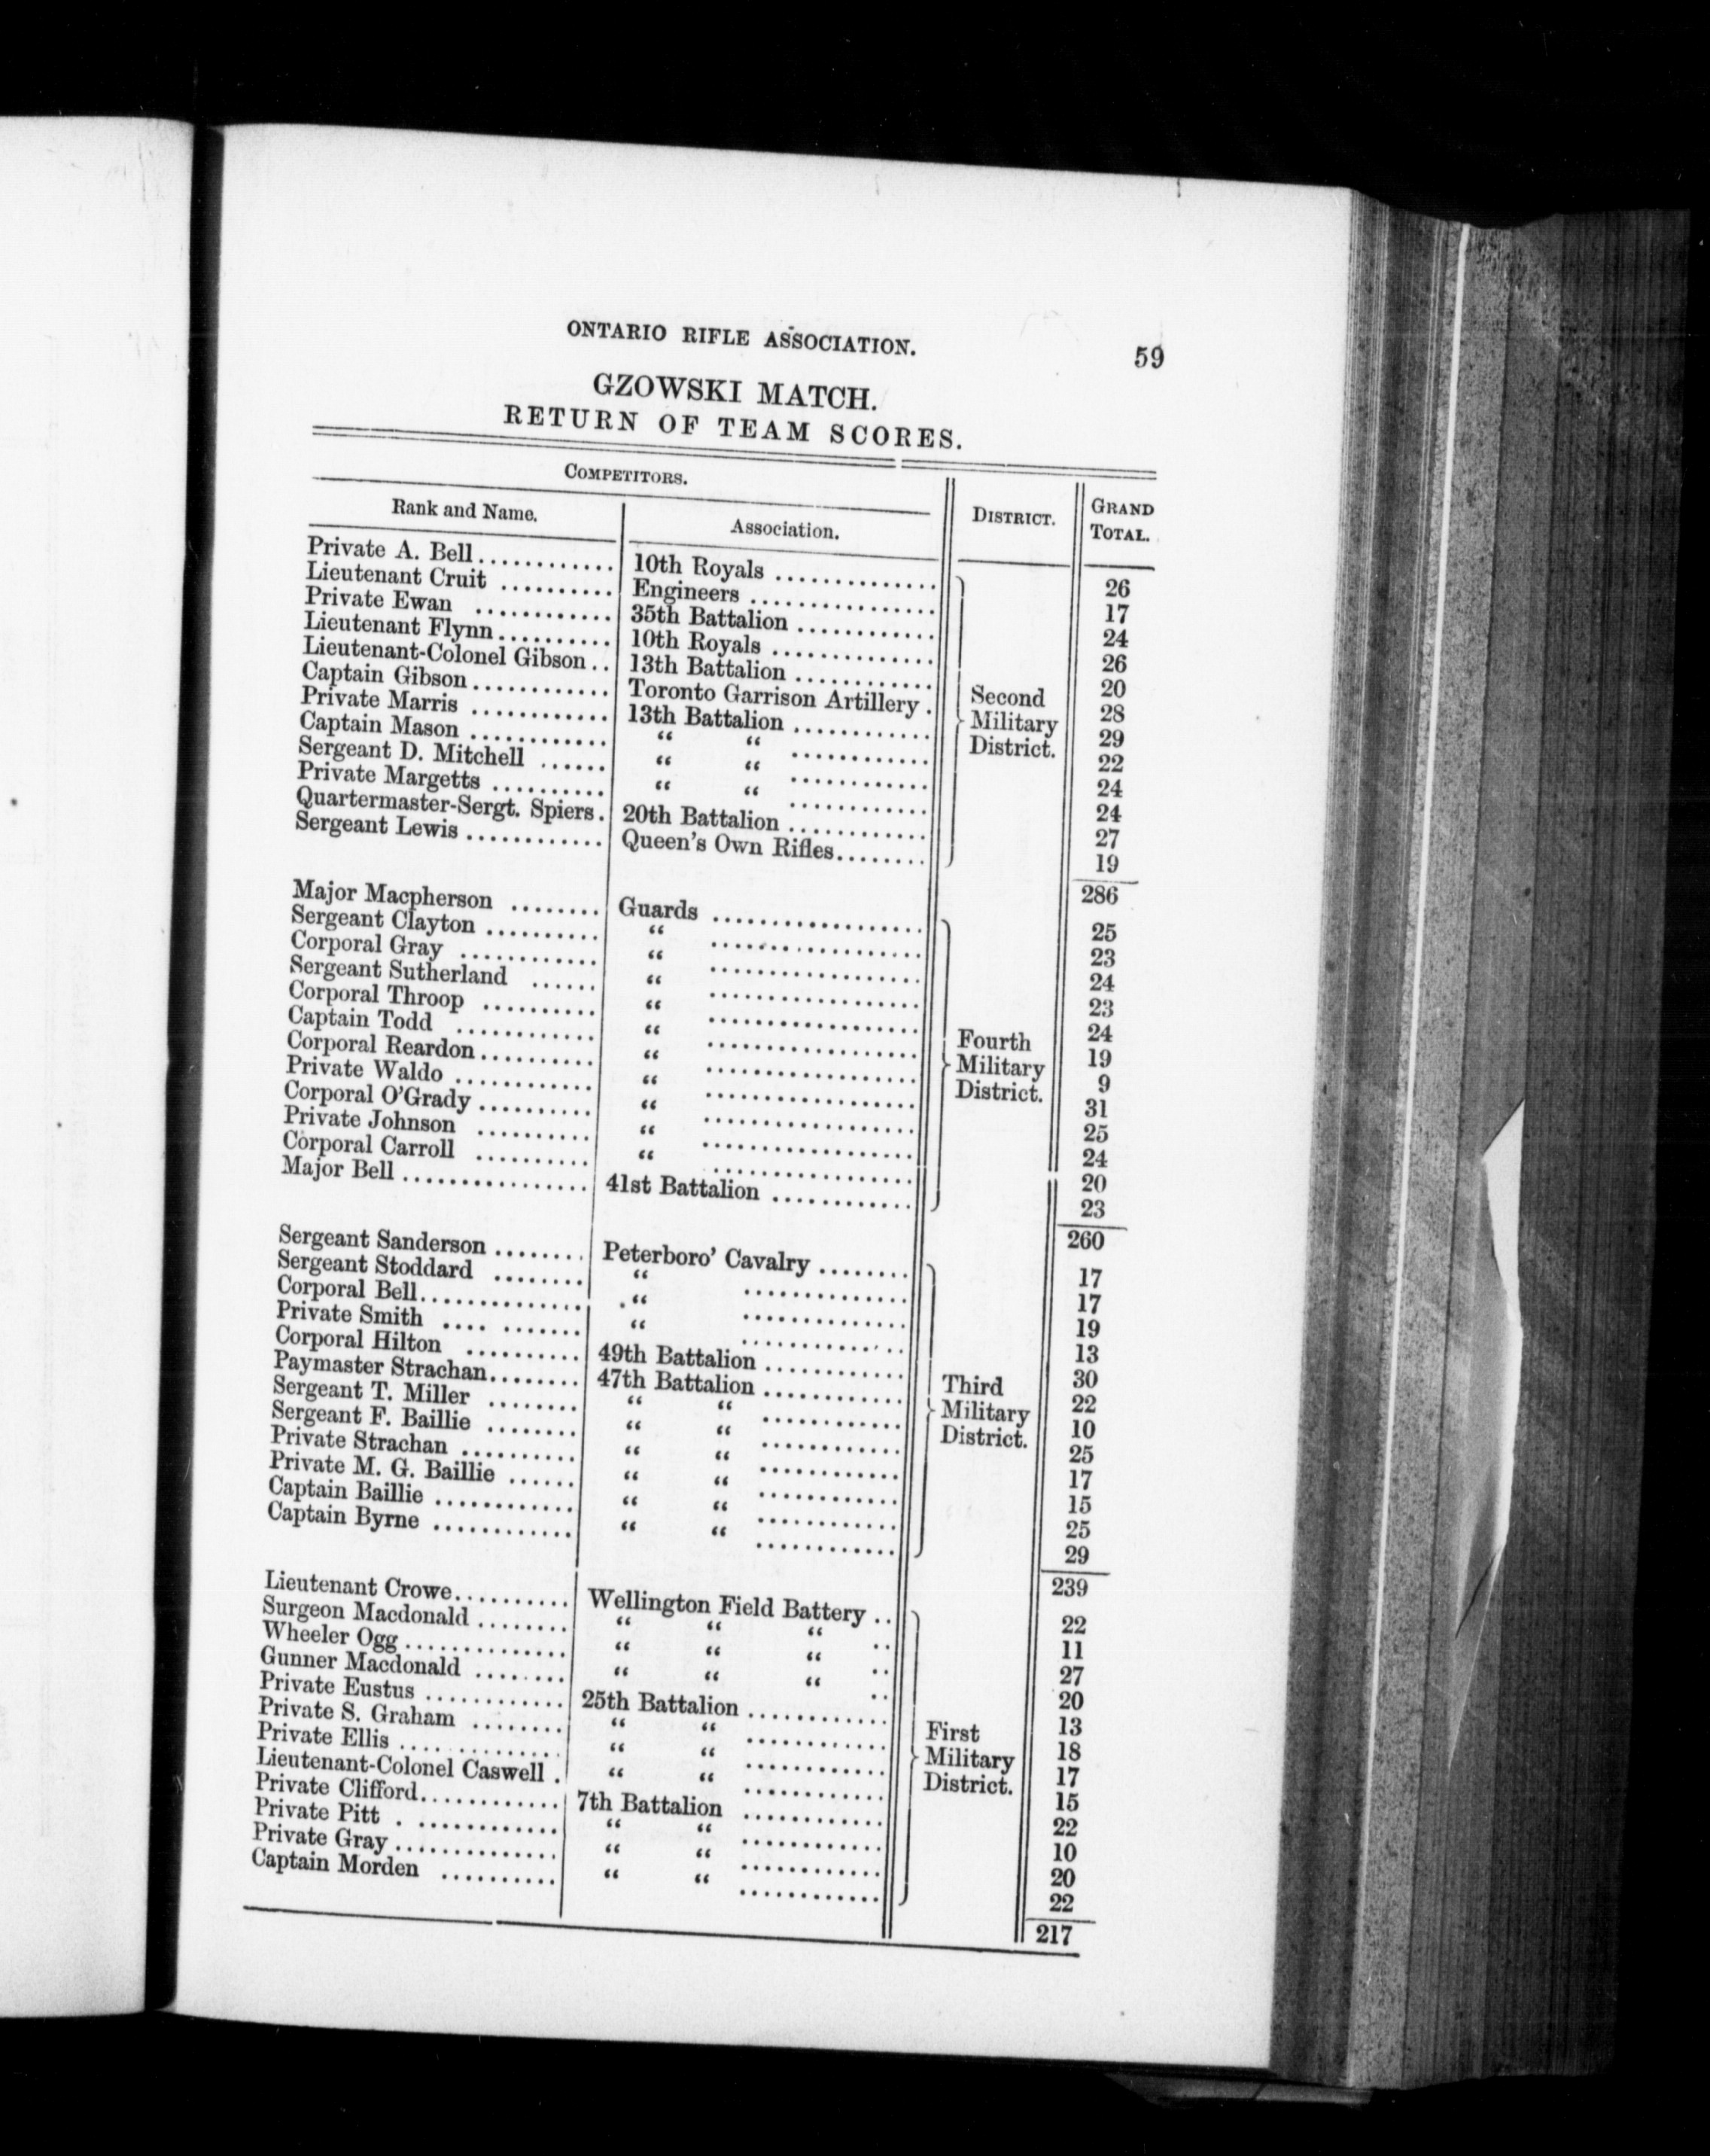 ONTARIO RIFLE ASSOCIATION. 59
GZOWSKI MATCH.
RETURN OF TEAM SCORES.
COMPETITORS. DISTRICT. GRAND TOTAL.
Rank and Name. Association.
Private A. Bell............ 10th Royals .............. 26
Lieutenant Cruit .......... Engineers ................ 17
Private Ewan ............ 35th Battalion ............ 24
Lieutenant Flynn.......... 10th Royals .............. 26
Lieutenant-Colonel Gibson .. 13th Battalion ............ 20
Captain Gibson............ Toronto Garrison Artillery . Second 28
Private Marris ............ 13th Battalion ............ Military 29
Captain Mason ............ “ “ ............ District. 22
Sergeant D. Mitchell ...... “ “ ............ 24
Private Margetts .......... “ “ ............ 24
Quartermaster-Sergt. Spiers. 20th Battalion ............ 27
Sergeant Lewis ............ Queen's Own Rifles........ 19
286
Major Macpherson ........ Guards .................. 25
Sergeant Clayton .......... “ .................. 23
Corporal Gray ............ “ .................. 24
Sergeant Sutherland ...... “ .................. 23
Corporal Throop .......... “ .................. 24
Captain Todd ............ “ .................. Fourth 19
Corporal Reardon.......... “ .................. Military 9
Private Waldo ............ “ .................. District. 31
Corporal O'Grady .......... “ .................. 25
Private Johnson .......... “ .................. 24
Corporal Carroll .......... “ .................. 20
Major Bell ................ 41st Battalion ............ 23
260
Sergeant Sanderson ........ Peterboro' Cavalry ........ 17
Sergeant Stoddard ........ “ .............. 17
Corporal Bell.............. “ .............. 19
Private Smith .... ....... “ .............. 13
Corporal Hilton .......... 49th Battalion ............ 30
Paymaster Strachan........ 47th Battalion ............ Third 22
Sergeant T. Miller ........ “ “ ............ Military 10
Sergeant F. Baillie ........ “ “ ............ District. 25
Private Strachan .......... “ “ ............ 17
Private M. G. Baillie ...... “ “ ............ 15
Captain Baillie ............ “ “ ............ 25
Captain Byrne ............ “ “ ............ 29
239
Lieutenant Crowe.......... Wellington Field Battery .. 22
Surgeon Macdonald ........ “ “ “ .. 11
Wheeler Ogg .............. “ “ “ .. 27
Gunner Macdonald ........ “ “ “ .. 20
Private Eustus ............ 25th Battalion ............ 13
Private S. Graham ........ “ “ ............ First 18
Private Ellis .............. “ “ ............ Military 17
Lieutenant-Colonel Caswell . “ “ ............ District. 15
Private Clifford............ 7th Battalion ............ 22
Private Pitt . ............ “ “ ............ 10
Private Gray .............. “ “ ............ 20
Captain Morden .......... “ “ ............ 22
217